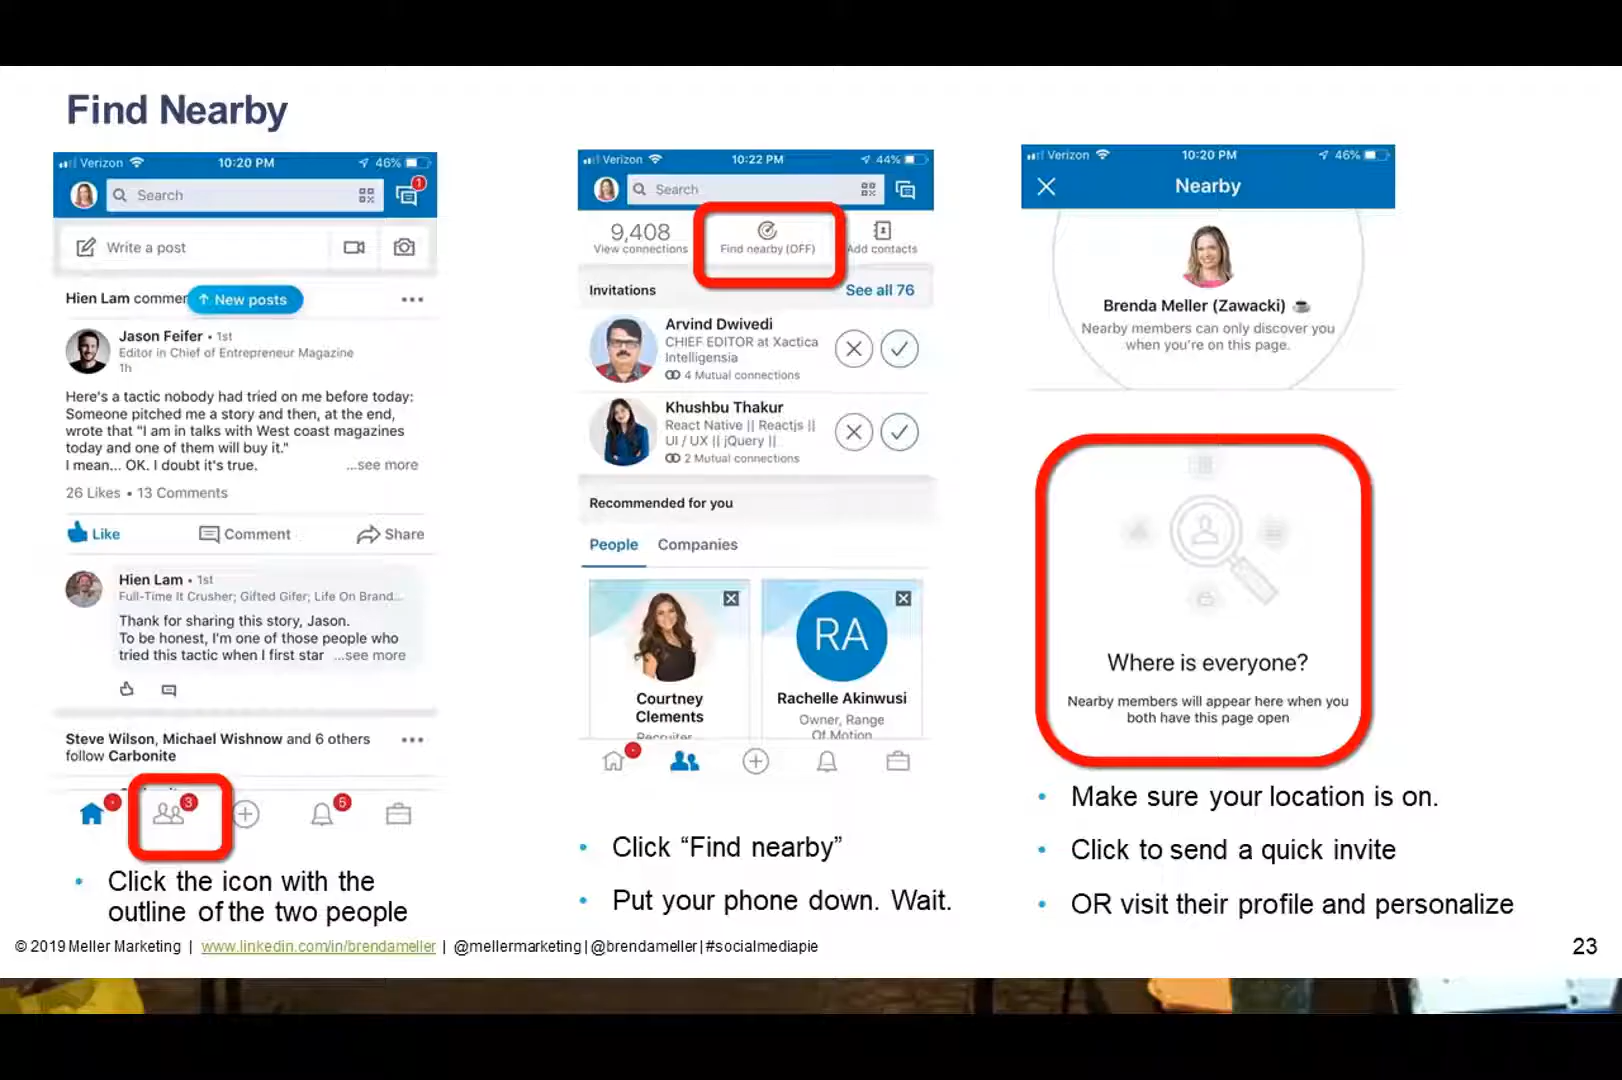 Find Nearby
Verizon 10:20 PM 46%
Search 1
Write a post
Hien Lam commer
New posts
Jason Feifer • 1st
Editor in Chief of Entrepreneur Magazine
1h
Here's a tactic nobody had tried on me before today:
Someone pitched me a story and then, at the end,
wrote that "I am in talks with West coast magazines
today and one of them will buy it."
I mean... OK. I doubt it's true. ...see more
26 Likes • 13 Comments
Like Comment Share
Hien Lam • 1st
Full-Time It Crusher; Gifted Gifer; Life On Brand...
Thank for sharing this story, Jason.
To be honest, I'm one of those people who
tried this tactic when I first star ...see more
Steve Wilson, Michael Wishnow and 6 others
follow Carbonite
3 5
• Click the icon with the
outline of the two people
Verizon 10:22 PM 44%
Search
9,408
View connections
Find nearby (OFF)
Add contacts
Invitations See all 76
Arvind Dwivedi
CHIEF EDITOR at Xactica
Intelligensia
4 Mutual connections
Khushbu Thakur
React Native || Reactjs ||
UI / UX || jQuery ||
2 Mutual connections
Recommended for you
People Companies
Courtney
Clements
Recruiter
RA
Rachelle Akinwusi
Owner, Range
Of Motion
• Click “Find nearby”
• Put your phone down. Wait.
Verizon 10:20 PM 46%
Nearby
Brenda Meller (Zawacki) ☕
Nearby members can only discover you
when you're on this page.
Where is everyone?
Nearby members will appear here when you
both have this page open
• Make sure your location is on.
• Click to send a quick invite
• OR visit their profile and personalize
© 2019 Meller Marketing | www.linkedin.com/in/brendameller | @mellermarketing | @brendameller | #socialmediapie
23